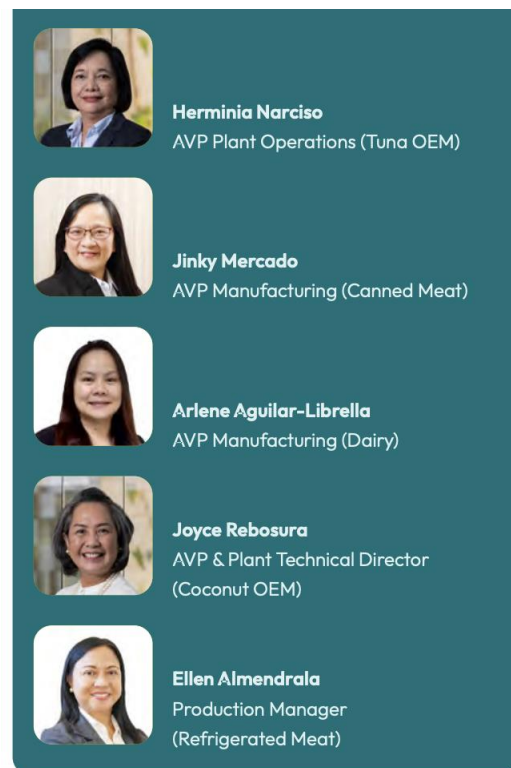 Herminia Narciso
AVP Plant Operations (Tuna OEM)
Jinky Mercado
AVP Manufacturing (Canned Meat)
Arlene Aguilar-Librella
AVP Manufacturing (Dairy)
Joyce Rebosura
AVP & Plant Technical Director
(Coconut OEM)
Ellen Almendrala
Production Manager
(Refrigerated Meat)